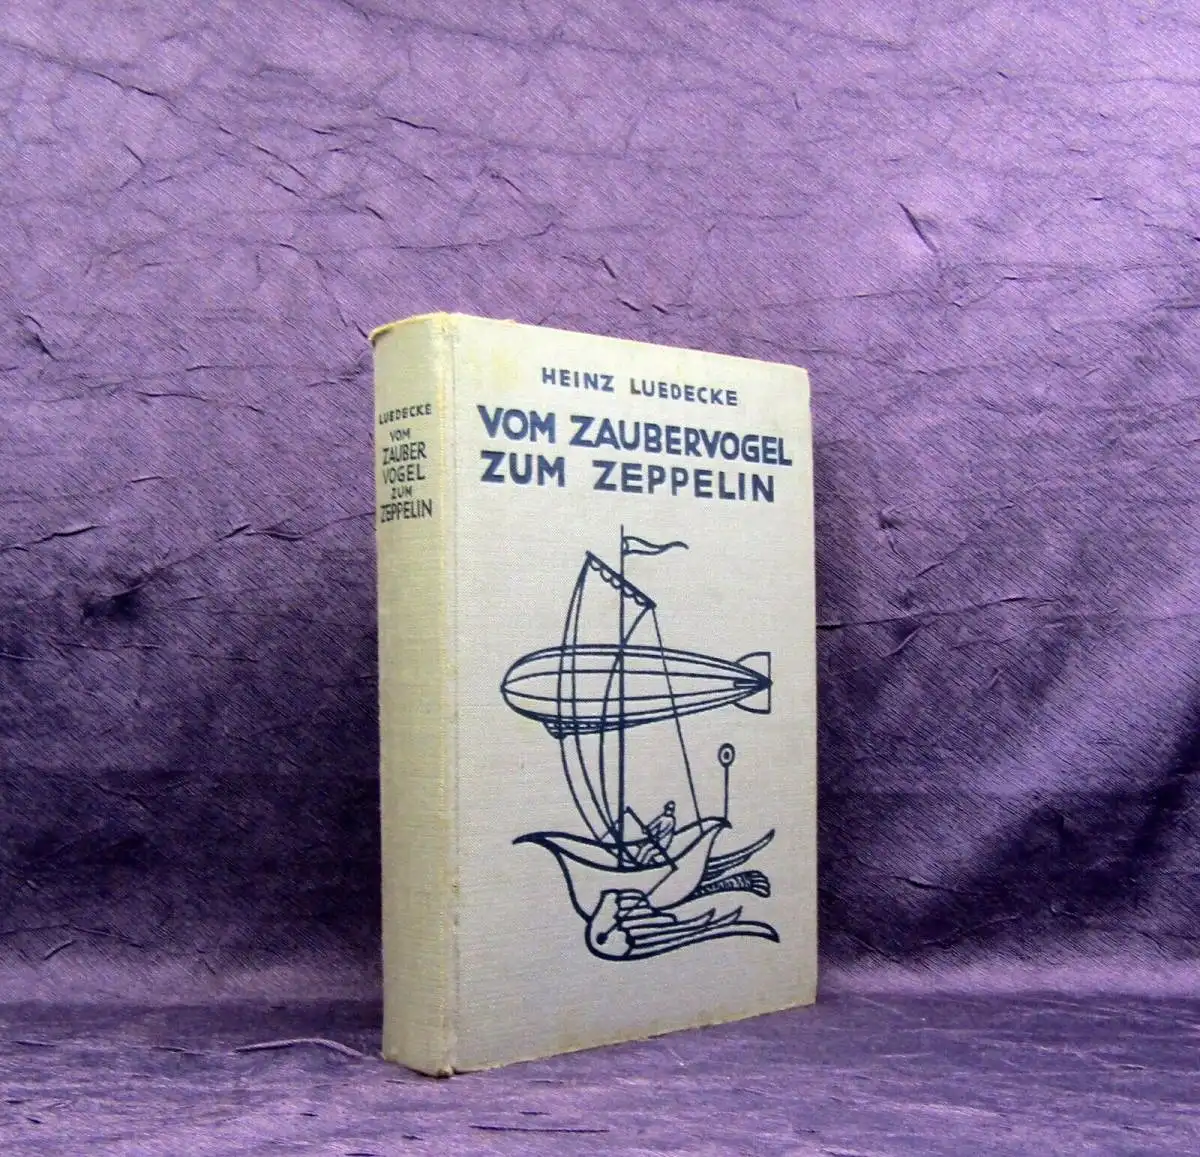 LUEDECKE
VOM
ZAUBER
VOGEL
ZUM
ZEPPELIN
HEINZ LUEDECKE
VOM ZAUBERVOGEL
ZUM ZEPPELIN